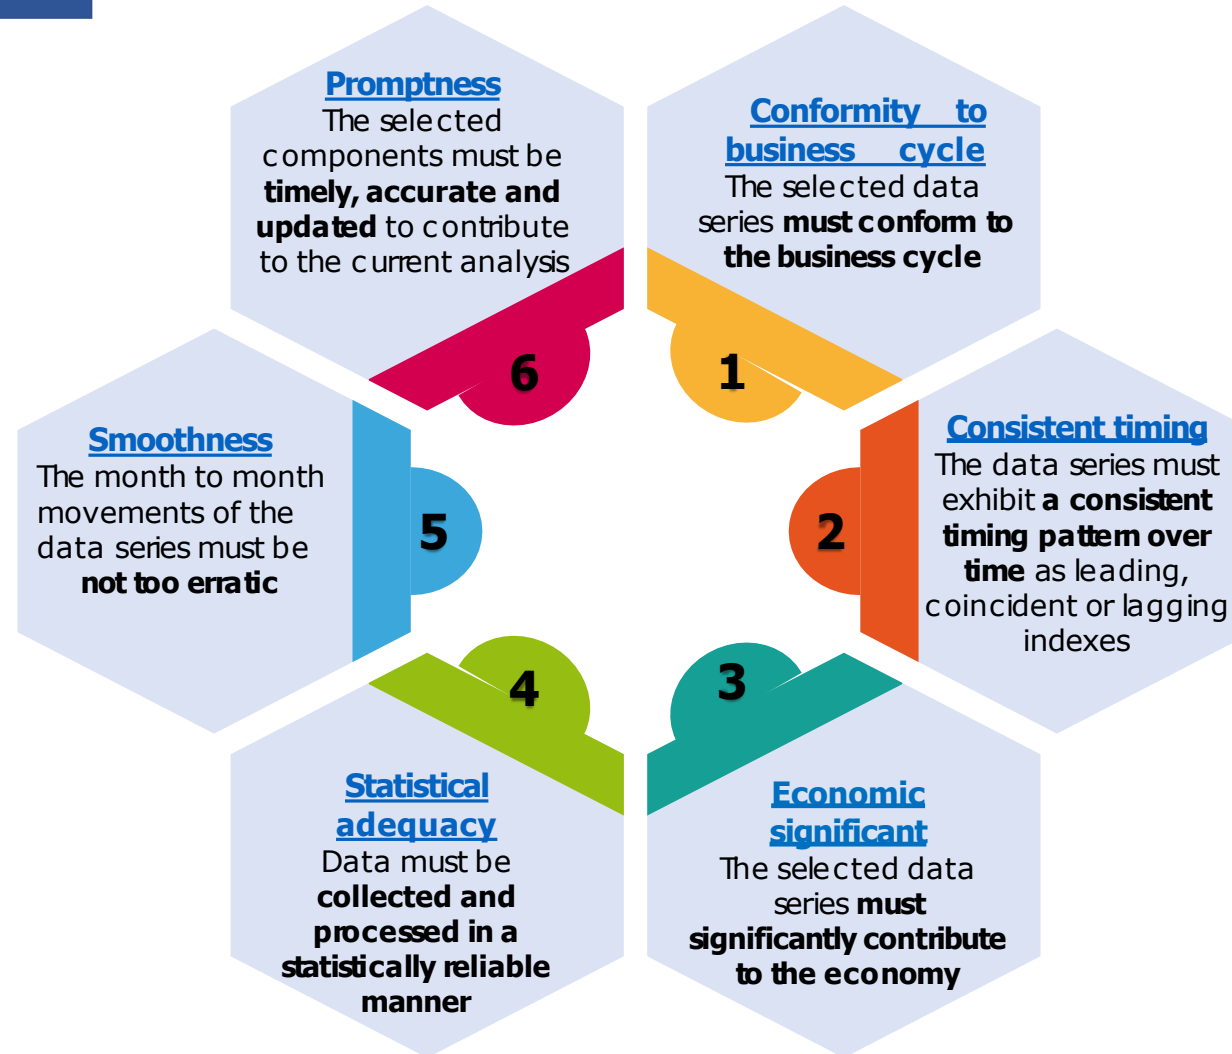 Promptness
The selected
components must be
timely, accurate and
updated to contribute
to the current analysis
6
Conformity to
business cycle
The selected data
series must conform to
the business cycle
1
Consistent timing
The data series must
exhibit a consistent
timing pattern over
time as leading,
coincident or lagging
indexes
2
Economic
significant
The selected data
series must
significantly contribute
to the economy
3
Statistical
adequacy
Data must be
collected and
processed in a
statistically reliable
manner
4
Smoothness
The month to month
movements of the
data series must be
not too erratic
5